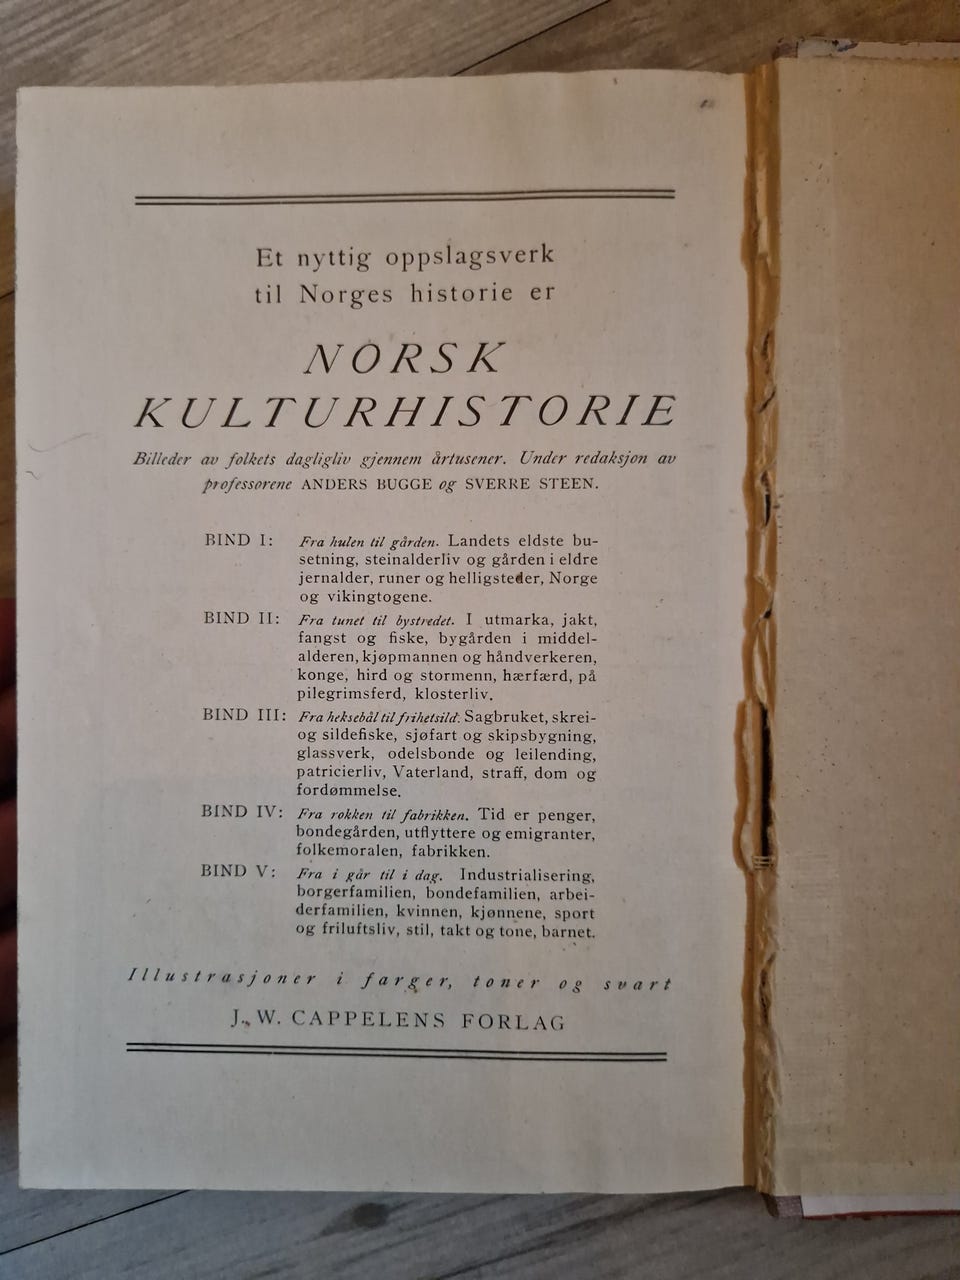 Et nyttig oppslagsverk
til Norges historie er
NORSK
KULTURHISTORIE
Billeder av folkets dagligliv gjennem årtusener. Under redaksjon av
professorene ANDERS BUGGE og SVERRE STEEN.
BIND I: Fra hulen til gården. Landets eldste bu-
setning, steinalderliv og gården i eldre
jernalder, runer og helligsteder, Norge
og vikingtogene.
BIND II: Fra tunet til bystredet. I utmarka, jakt,
fangst og fiske, bygården i middel-
alderen, kjøpmannen og håndverkeren,
konge, hird og stormenn, hærfærd, på
pilegrimsferd, klosterliv.
BIND III: Fra heksebål til frihetsild. Sagbruket, skrei-
og sildefiske, sjøfart og skipsbygning,
glassverk, odelsbonde og leilending,
patricierliv, Vaterland, straff, dom og
fordømmelse.
BIND IV: Fra rokken til fabrikken. Tid er penger,
bondegården, utflyttere og emigranter,
folkemoralen, fabrikken.
BIND V: Fra i går til i dag. Industrialisering,
borgerfamilien, bondefamilien, arbei-
derfamilien, kvinnen, kjønnene, sport
og friluftsliv, stil, takt og tone, barnet.
Illustrasjoner i farger, toner og svart
J. W. CAPPELENS FORLAG